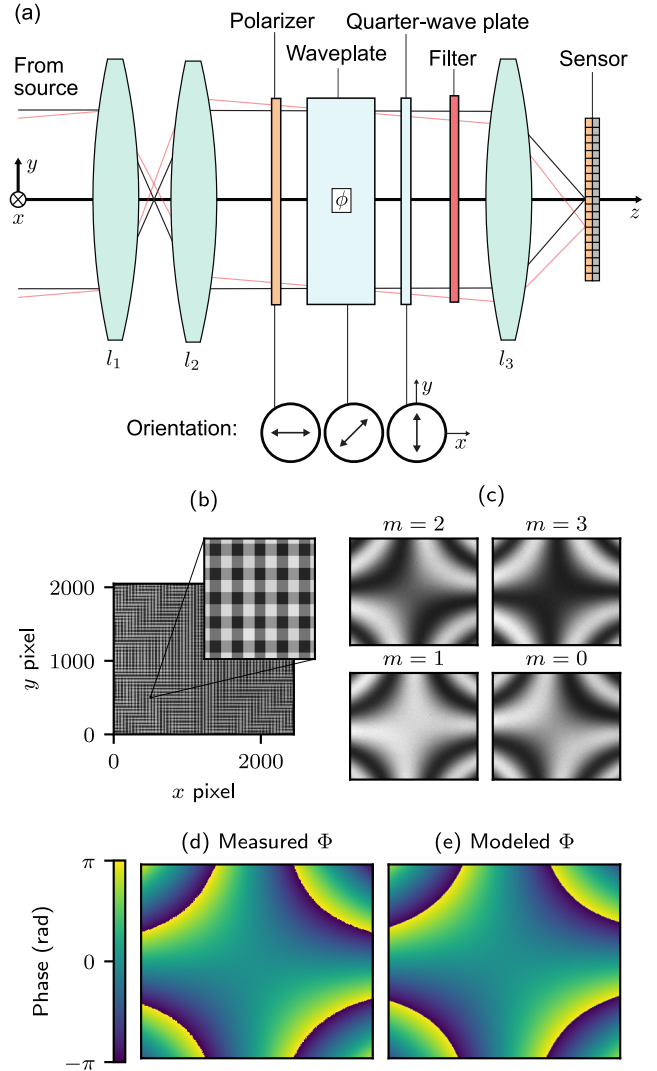 (a)
Polarizer
Quarter-wave plate
Waveplate
Filter
Sensor
From
source
y
x
z
ϕ
l₁
l₂
l₃
Orientation:
y
x
(b)
(c)
m = 2
m = 3
m = 1
m = 0
2000
1000
0
y pixel
0
2000
x pixel
(d) Measured Φ
(e) Modeled Φ
π
0
−π
Phase (rad)